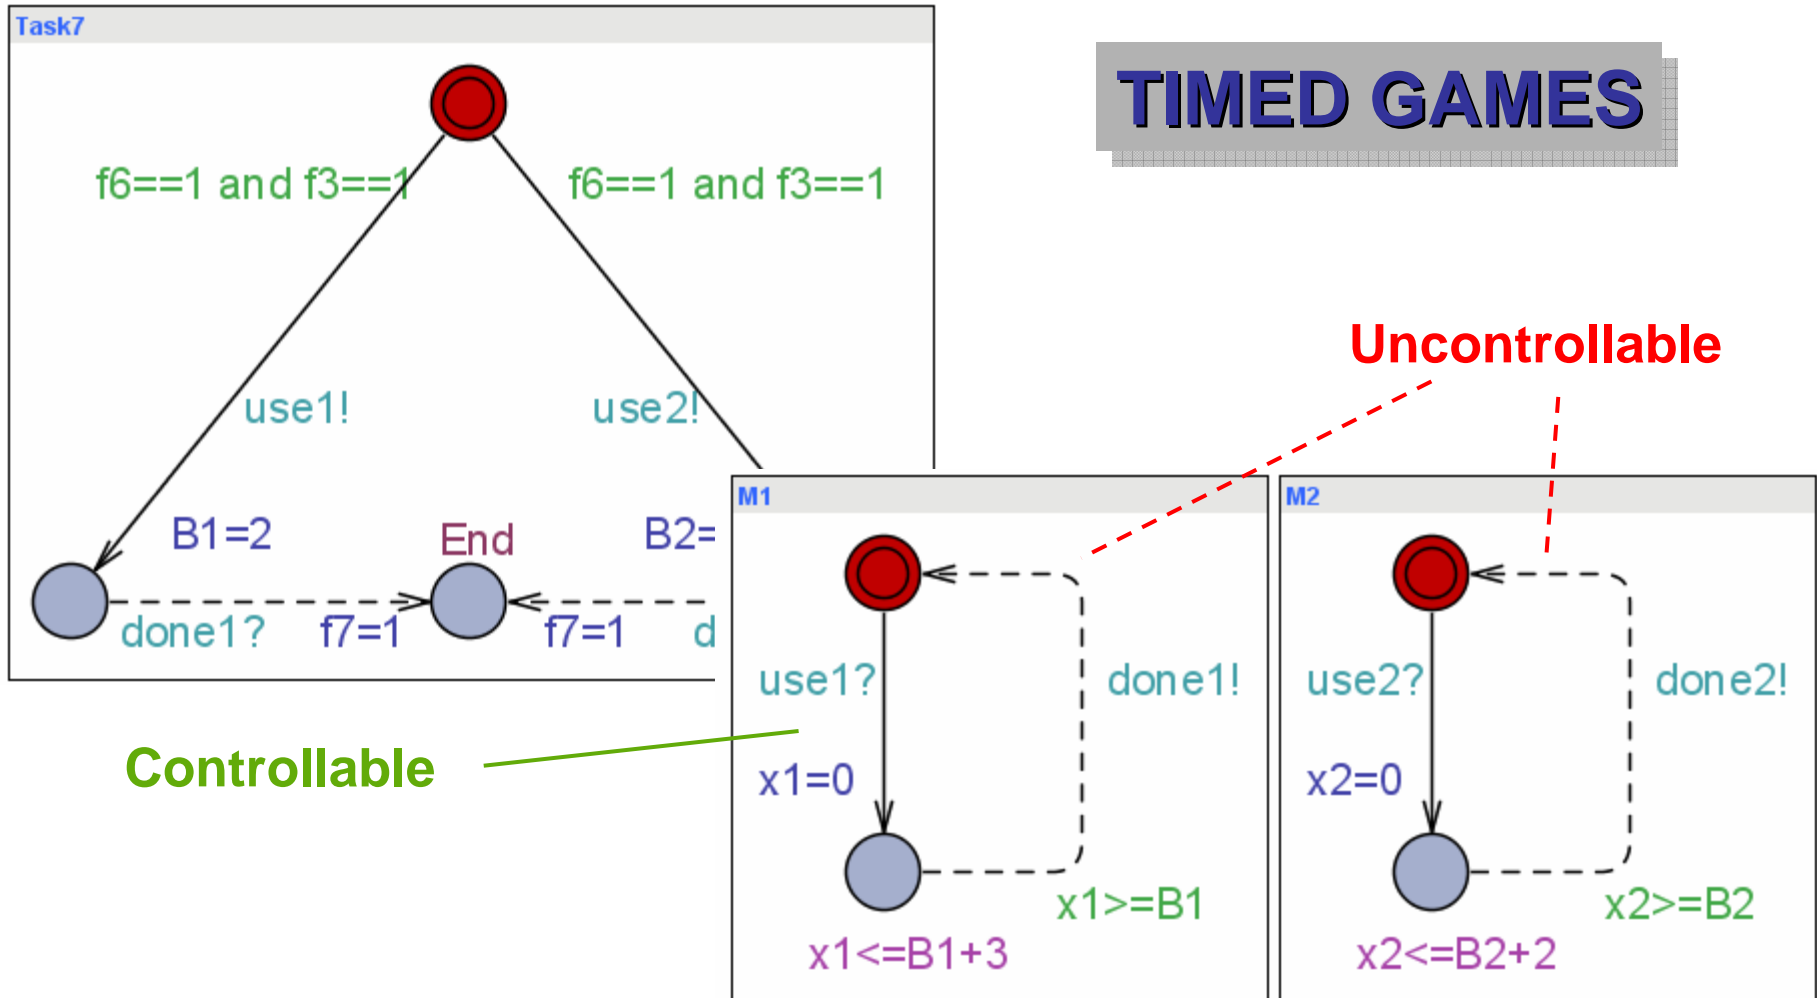 Task7
TIMED GAMES
f6==1 and f3==1
f6==1 and f3==1
Uncontrollable
use1!
use2!
B1=2
End
B2=
done1?
f7=1
f7=1
d
M1
M2
use1?
done1!
use2?
done2!
Controllable
x1=0
x2=0
x1>=B1
x2>=B2
x1<=B1+3
x2<=B2+2